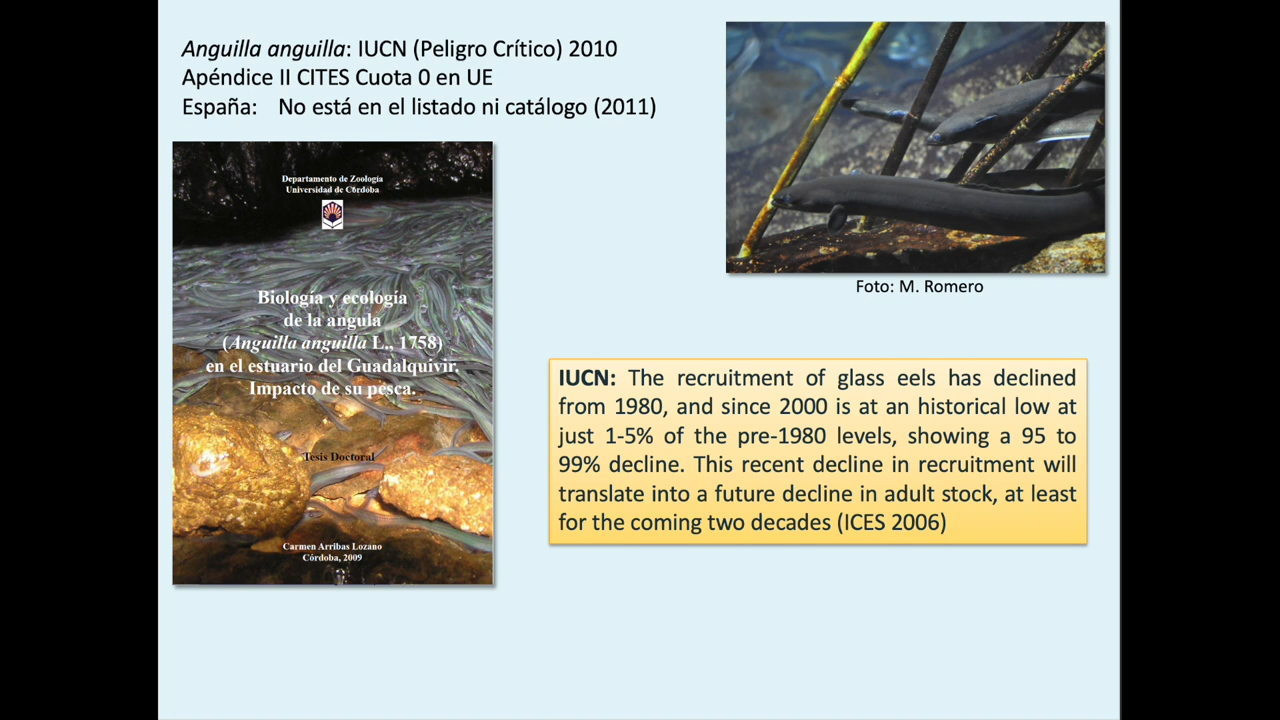 Anguilla anguilla: IUCN (Peligro Crítico) 2010
Apéndice II CITES Cuota 0 en UE
España: No está en el listado ni catálogo (2011)
Departamento de Zoología
Universidad de Córdoba
Biología y ecología
de la angula
(Anguilla anguilla L., 1758)
en el estuario del Guadalquivir.
Impacto de su pesca.
Tesis Doctoral
Carmen Arribas Lozano
Córdoba, 2009
Foto: M. Romero
IUCN: The recruitment of glass eels has declined
from 1980, and since 2000 is at an historical low at
just 1-5% of the pre-1980 levels, showing a 95 to
99% decline. This recent decline in recruitment will
translate into a future decline in adult stock, at least
for the coming two decades (ICES 2006)